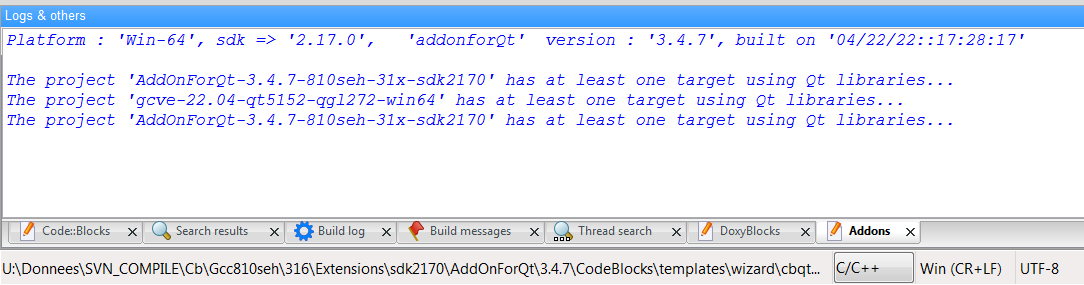 Logs & others
Platform : 'Win-64', sdk => '2.17.0', 'addonforQt' version : '3.4.7', built on '04/22/22::17:28:17'
The project 'AddOnForQt-3.4.7-810seh-31x-sdk2170' has at least one target using Qt libraries...
The project 'gcve-22.04-qt5152-qgl272-win64' has at least one target using Qt libraries...
The project 'AddOnForQt-3.4.7-810seh-31x-sdk2170' has at least one target using Qt libraries...
Code::Blocks Search results Build log Build messages Thread search DoxyBlocks Addons
U:\Donnees\SVN_COMPILE\Cb\Gcc810seh\316\Extensions\sdk2170\AddOnForQt\3.4.7\CodeBlocks\templates\wizard\cbqt... C/C++ Win (CR+LF) UTF-8